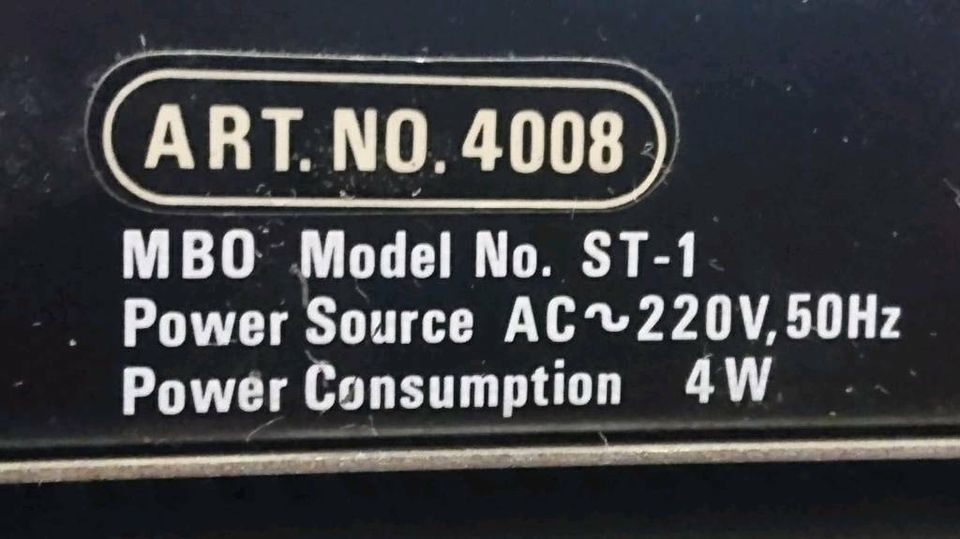 ART. NO. 4008
MBO Model No. ST-1
Power Source AC~220V, 50Hz
Power Consumption 4W